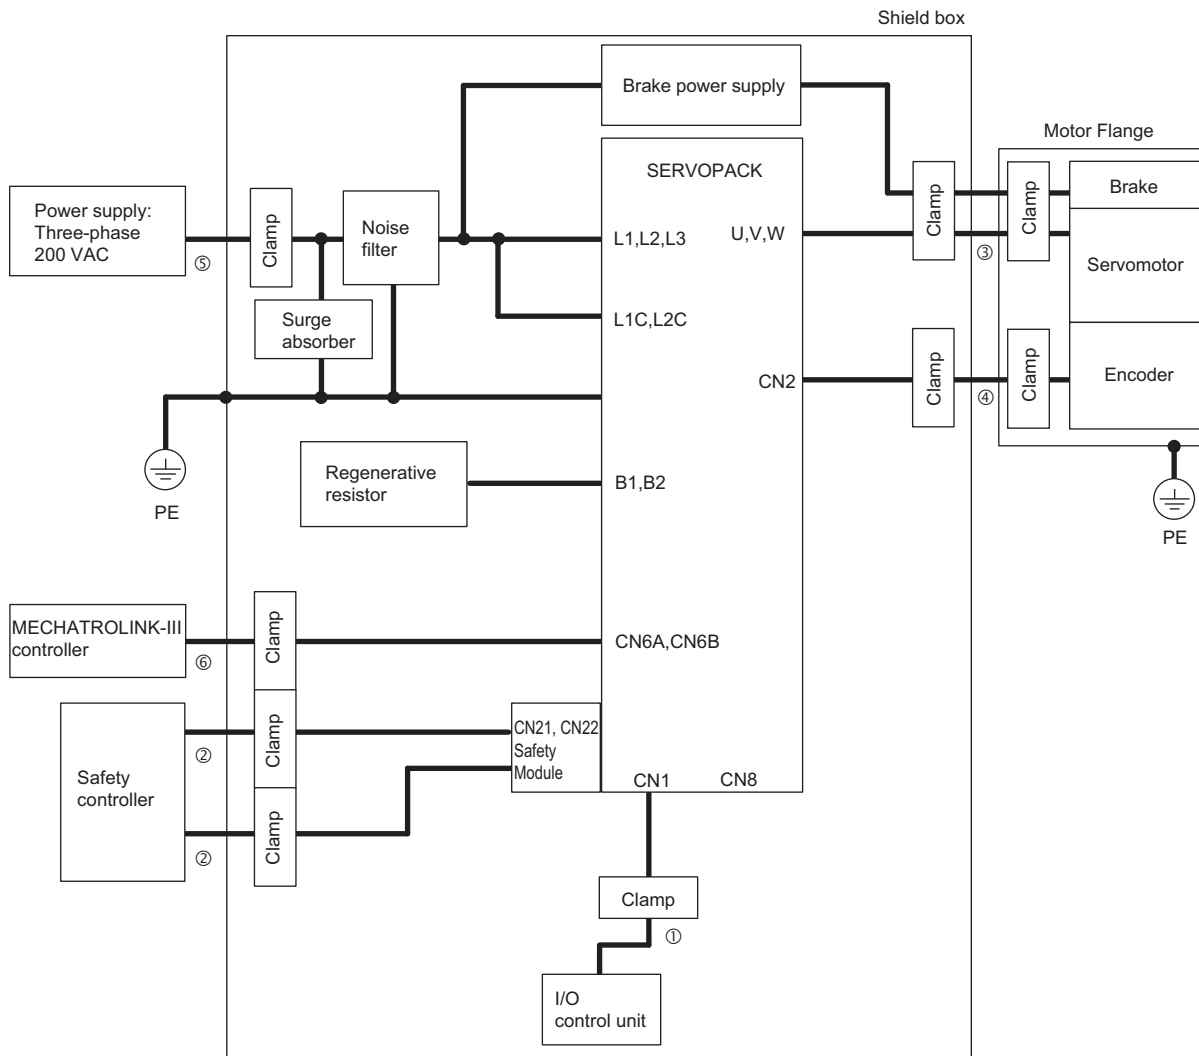 Shield box
Brake power supply
Motor Flange
SERVOPACK
Brake
Power supply:
Three-phase
200 VAC
Clamp
Noise
filter
L1,L2,L3
U,V,W
Clamp
Clamp
Servomotor
⑤
③
Surge
absorber
L1C,L2C
CN2
Clamp
Clamp
Encoder
④
Regenerative
resistor
B1,B2
PE
PE
MECHATROLINK-III
controller
Clamp
CN6A,CN6B
⑥
Clamp
CN21, CN22
Safety
Module
②
Safety
controller
CN1
CN8
Clamp
②
Clamp
①
I/O
control unit